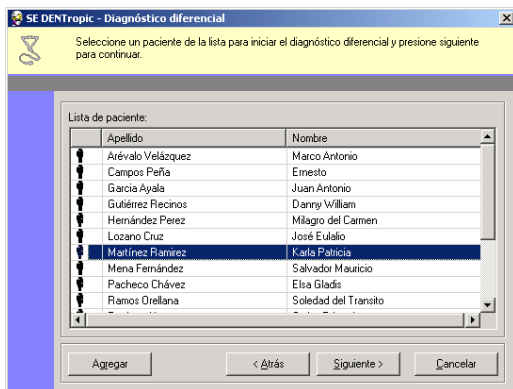 SE DENTropic - Diagnóstico diferencial
Seleccione un paciente de la lista para iniciar el diagnóstico diferencial y presione siguiente
para continuar.
Lista de paciente:
Apellido Nombre
Arévalo Velázquez Marco Antonio
Campos Peña Ernesto
Garcia Ayala Juan Antonio
Gutiérrez Recinos Danny William
Hernández Perez Milagro del Carmen
Lozano Cruz José Eulalio
Martínez Ramirez Karla Patricia
Mena Fernández Salvador Mauricio
Pacheco Chávez Elsa Gladis
Ramos Orellana Soledad del Transito
Agregar < Atrás Siguiente > Cancelar